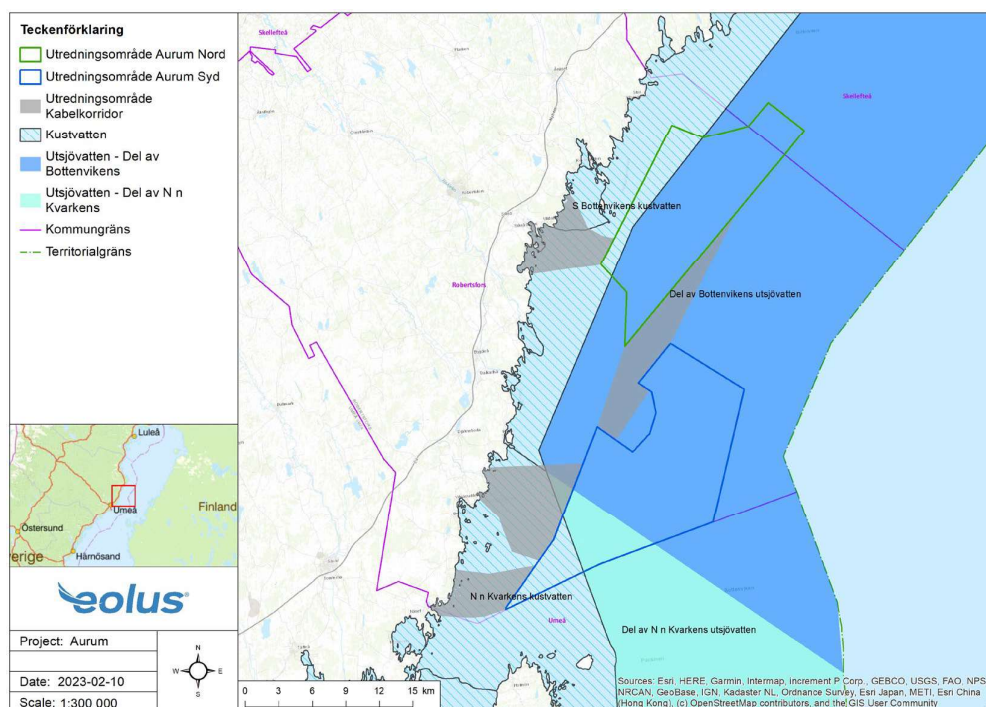 Teckenförklaring
Utredningsområde Aurum Nord
Utredningsområde Aurum Syd
Utredningsområde
Kabelkorridor
Kustvatten
Utsjövatten - Del av
Bottenvikens
Utsjövatten - Del av N n
Kvarkens
Kommungräns
Territorialgräns
Luleå
Umeå
Finland
Östersund
Härnösand
erige
eolus
Project: Aurum
Date: 2023-02-10
Scale: 1:300 000
N
W
E
S
Skellefteå
Skellefteå
S Bottenvikens kustvatten
Robertsfors
Del av Bottenvikens utsjövatten
N n Kvarkens kustvatten
Umeå
Del av N n Kvarkens utsjövatten
0 3 6 9 12 15 km
Sources: Esri, HERE, Garmin, Intermap, increment P Corp., GEBCO, USGS, FAO, NPS,
NRCAN, GeoBase, IGN, Kadaster NL, Ordnance Survey, Esri Japan, METI, Esri China
(Hong Kong), (c) OpenStreetMap contributors, and the GIS User Community